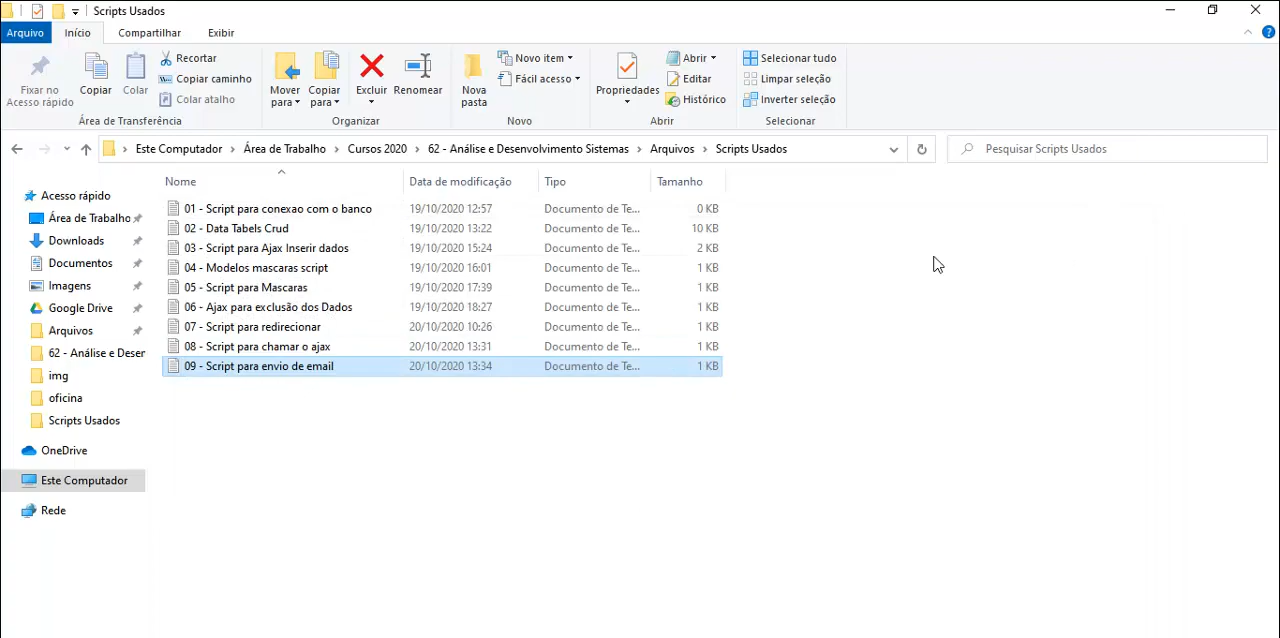 Scripts Usados
Arquivo Início Compartilhar Exibir
Fixar no Acesso rápido
Copiar
Colar
Recortar
Copiar caminho
Colar atalho
Área de Transferência
Mover para
Copiar para
Excluir
Renomear
Organizar
Nova pasta
Novo item
Fácil acesso
Novo
Propriedades
Abrir
Editar
Histórico
Abrir
Selecionar tudo
Limpar seleção
Inverter seleção
Selecionar
Este Computador > Área de Trabalho > Cursos 2020 > 62 - Análise e Desenvolvimento Sistemas > Arquivos > Scripts Usados
Pesquisar Scripts Usados
Acesso rápido
Área de Trabalho
Downloads
Documentos
Imagens
Google Drive
Arquivos
62 - Análise e Deser
img
oficina
Scripts Usados
OneDrive
Este Computador
Rede
Nome Data de modificação Tipo Tamanho
01 - Script para conexao com o banco 19/10/2020 12:57 Documento de Te... 0 KB
02 - Data Tabels Crud 19/10/2020 13:22 Documento de Te... 10 KB
03 - Script para Ajax Inserir dados 19/10/2020 15:24 Documento de Te... 2 KB
04 - Modelos mascaras script 19/10/2020 16:01 Documento de Te... 1 KB
05 - Script para Mascaras 19/10/2020 17:39 Documento de Te... 1 KB
06 - Ajax para exclusão dos Dados 19/10/2020 18:27 Documento de Te... 1 KB
07 - Script para redirecionar 20/10/2020 10:26 Documento de Te... 1 KB
08 - Script para chamar o ajax 20/10/2020 13:31 Documento de Te... 1 KB
09 - Script para envio de email 20/10/2020 13:34 Documento de Te... 1 KB